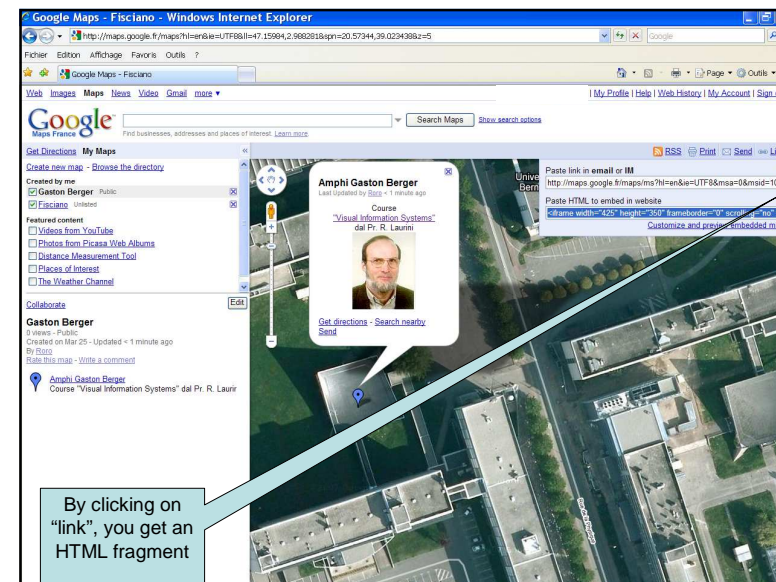 Google Maps - Fisciano - Windows Internet Explorer
http://maps.google.fr/maps?hl=en&ie=UTF8&ll=47.15984,2.988281&spn=20.57344,39.023438&z=5
Google
Fichier Edition Affichage Favoris Outils ?
Google Maps - Fisciano
Page Outils
Web Images Maps News Video Gmail more ▼
| My Profile | Help | Web History | My Account | Sign
Google
Maps France
Search Maps
Show search options
Find businesses, addresses and places of interest. Learn more
Get Directions My Maps
«
RSS Print Send Li
Create new map - Browse the directory
Created by me
Gaston Berger Public
Fisciano Unlisted
Featured content
Videos from YouTube
Photos from Picasa Web Albums
Distance Measurement Tool
Places of Interest
The Weather Channel
Collaborate
Edit
Gaston Berger
0 views - Public
Created on Mar 25 - Updated < 1 minute ago
By Roro
Rate this map - Write a comment
Amphi Gaston Berger
Course "Visual Information Systems" dal Pr. R. Laurir
Amphi Gaston Berger
Last Updated by Roro < 1 minute ago
Course
"Visual Information Systems"
dal Pr. R. Laurini
Get directions - Search nearby
Send
Unive
Bern
Paste link in email or IM
http://maps.google.fr/maps/ms?hl=en&ie=UTF8&msa=0&msid=10
Paste HTML to embed in website
<iframe width="425" height="350" frameborder="0" scrolling="no"
Customize and preview embedded m
By clicking on
“link”, you get an
HTML fragment